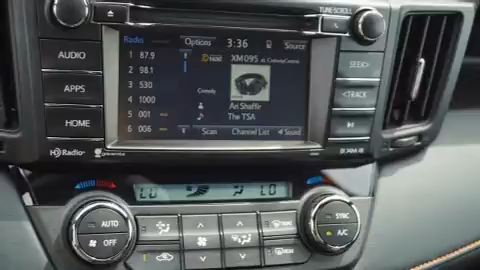 TUNE•SCROLL
Radio Options 3:36 Source
AUDIO
APPS
HOME
1 87.9
2 98.1
3 530
4 1000
5 001
6 006
XM095
Comedy
Ari Shaffir
The TSA
Scan Channel List Sound
SEEK>
<TRACK
HD Radio
LO LO
AUTO
OFF
SYNC
A/C